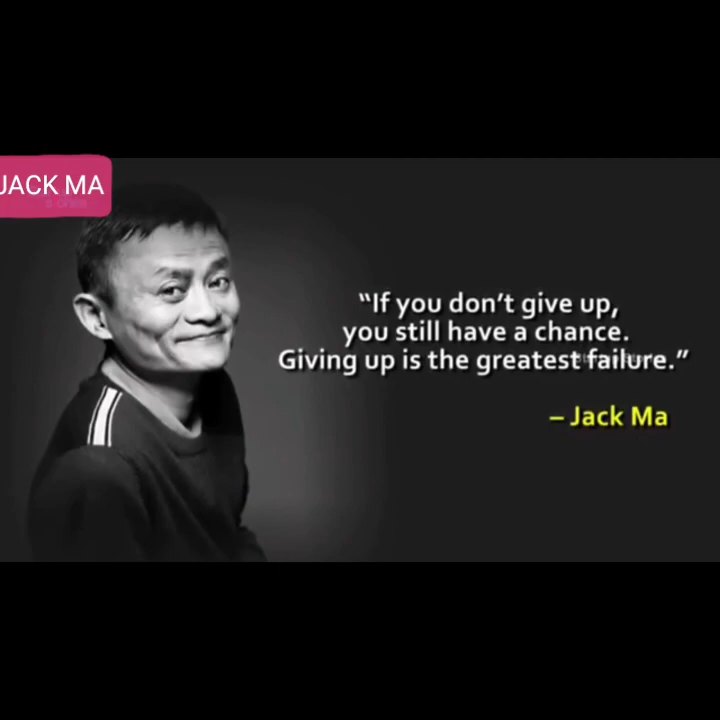 JACK MA
“If you don’t give up,
you still have a chance.
Giving up is the greatest failure.”
– Jack Ma